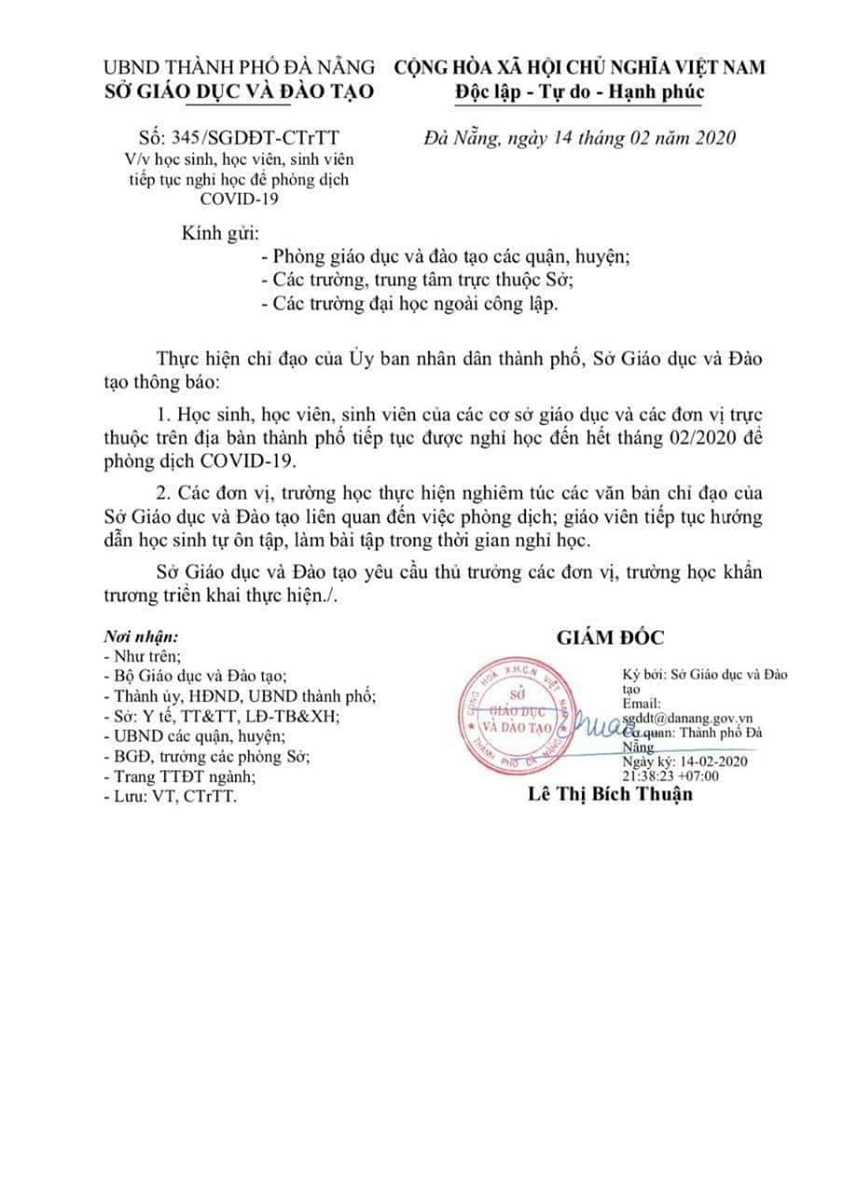 UBND THÀNH PHỐ ĐÀ NẴNG
SỞ GIÁO DỤC VÀ ĐÀO TẠO
CỘNG HÒA XÃ HỘI CHỦ NGHĨA VIỆT NAM
Độc lập - Tự do - Hạnh phúc
Số: 345/SGDĐT-CTrTT
V/v học sinh, học viên, sinh viên
tiếp tục nghỉ học để phòng dịch
COVID-19
Đà Nẵng, ngày 14 tháng 02 năm 2020
Kính gửi:
- Phòng giáo dục và đào tạo các quận, huyện;
- Các trường, trung tâm trực thuộc Sở;
- Các trường đại học ngoài công lập.
Thực hiện chỉ đạo của Ủy ban nhân dân thành phố, Sở Giáo dục và Đào
tạo thông báo:
1. Học sinh, học viên, sinh viên của các cơ sở giáo dục và các đơn vị trực
thuộc trên địa bàn thành phố tiếp tục được nghỉ học đến hết tháng 02/2020 để
phòng dịch COVID-19.
2. Các đơn vị, trường học thực hiện nghiêm túc các văn bản chỉ đạo của
Sở Giáo dục và Đào tạo liên quan đến việc phòng dịch; giáo viên tiếp tục hướng
dẫn học sinh tự ôn tập, làm bài tập trong thời gian nghỉ học.
Sở Giáo dục và Đào tạo yêu cầu thủ trưởng các đơn vị, trường học khẩn
trương triển khai thực hiện./.
Nơi nhận:
- Như trên;
- Bộ Giáo dục và Đào tạo;
- Thành ủy, HĐND, UBND thành phố;
- Sở: Y tế, TT&TT, LĐ-TB&XH;
- UBND các quận, huyện;
- BGĐ, trưởng các phòng Sở;
- Trang TTĐT ngành;
- Lưu: VT, CTrTT.
GIÁM ĐỐC
CỘNG HOÀ X.H.C.N VIỆT NAM
SỞ
GIÁO DỤC
VÀ ĐÀO TẠO
THÀNH PHỐ ĐÀ NẴNG
Thuận
Ký bởi: Sở Giáo dục và Đào
tạo
Email:
sgddt@danang.gov.vn
Cơ quan: Thành phố Đà
Nẵng
Ngày ký: 14-02-2020
21:38:23 +07:00
Lê Thị Bích Thuận